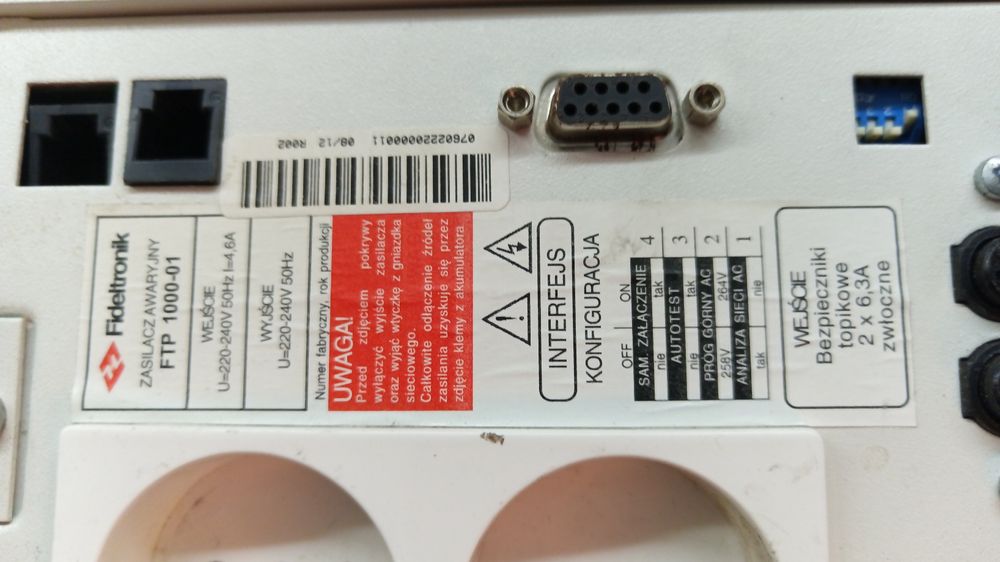 0760222000000011 08/12 R002
Fideltronik
ZASILACZ AWARYJNY
FTP 1000-01
WEJŚCIE
U=220-240V 50Hz I=4,6A
WYJŚCIE
U=220-240V 50Hz
Numer fabryczny, rok produkcji
UWAGA!
Przed zdjęciem pokrywy
wyłączyć wyjście zasilacza
oraz wyjąć wtyczkę z gniazdka
sieciowego.
Całkowite odłączenie źródeł
zasilania uzyskuje się przez
zdjęcie klemy z akumulatora.
INTERFEJS
KONFIGURACJA
OFF ON
SAM. ZAŁĄCZENIE 4
nie tak
AUTOTEST 3
nie tak
PRÓG GÓRNY AC 2
258V 264V
ANALIZA SIECI AC 1
tak nie
WEJŚCIE
Bezpieczniki
topikowe
2 x 6,3A
zwłoczne